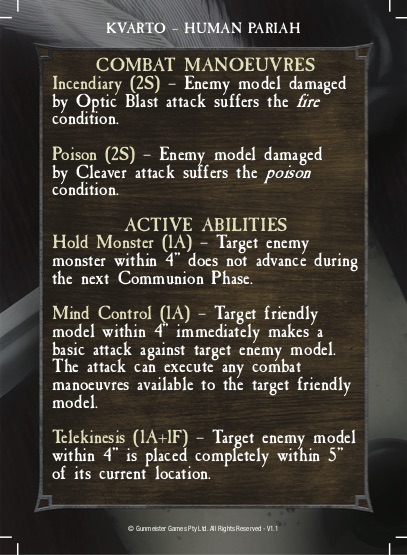 KVARTO – HUMAN PARIAH
COMBAT MANOEUVRES
Incendiary (2S) – Enemy model damaged
by Optic Blast attack suffers the fire
condition.
Poison (2S) – Enemy model damaged
by Cleaver attack suffers the poison
condition.
ACTIVE ABILITIES
Hold Monster (1A) – Target enemy
monster within 4” does not advance during
the next Communion Phase.
Mind Control (1A) – Target friendly
model within 4” immediately makes a
basic attack against target enemy model.
The attack can execute any combat
manoeuvres available to the target friendly
model.
Telekinesis (1A+1F) – Target enemy model
within 4” is placed completely within 5”
of its current location.
© Gunmeister Games Pty Ltd. All Rights Reserved - V1.1